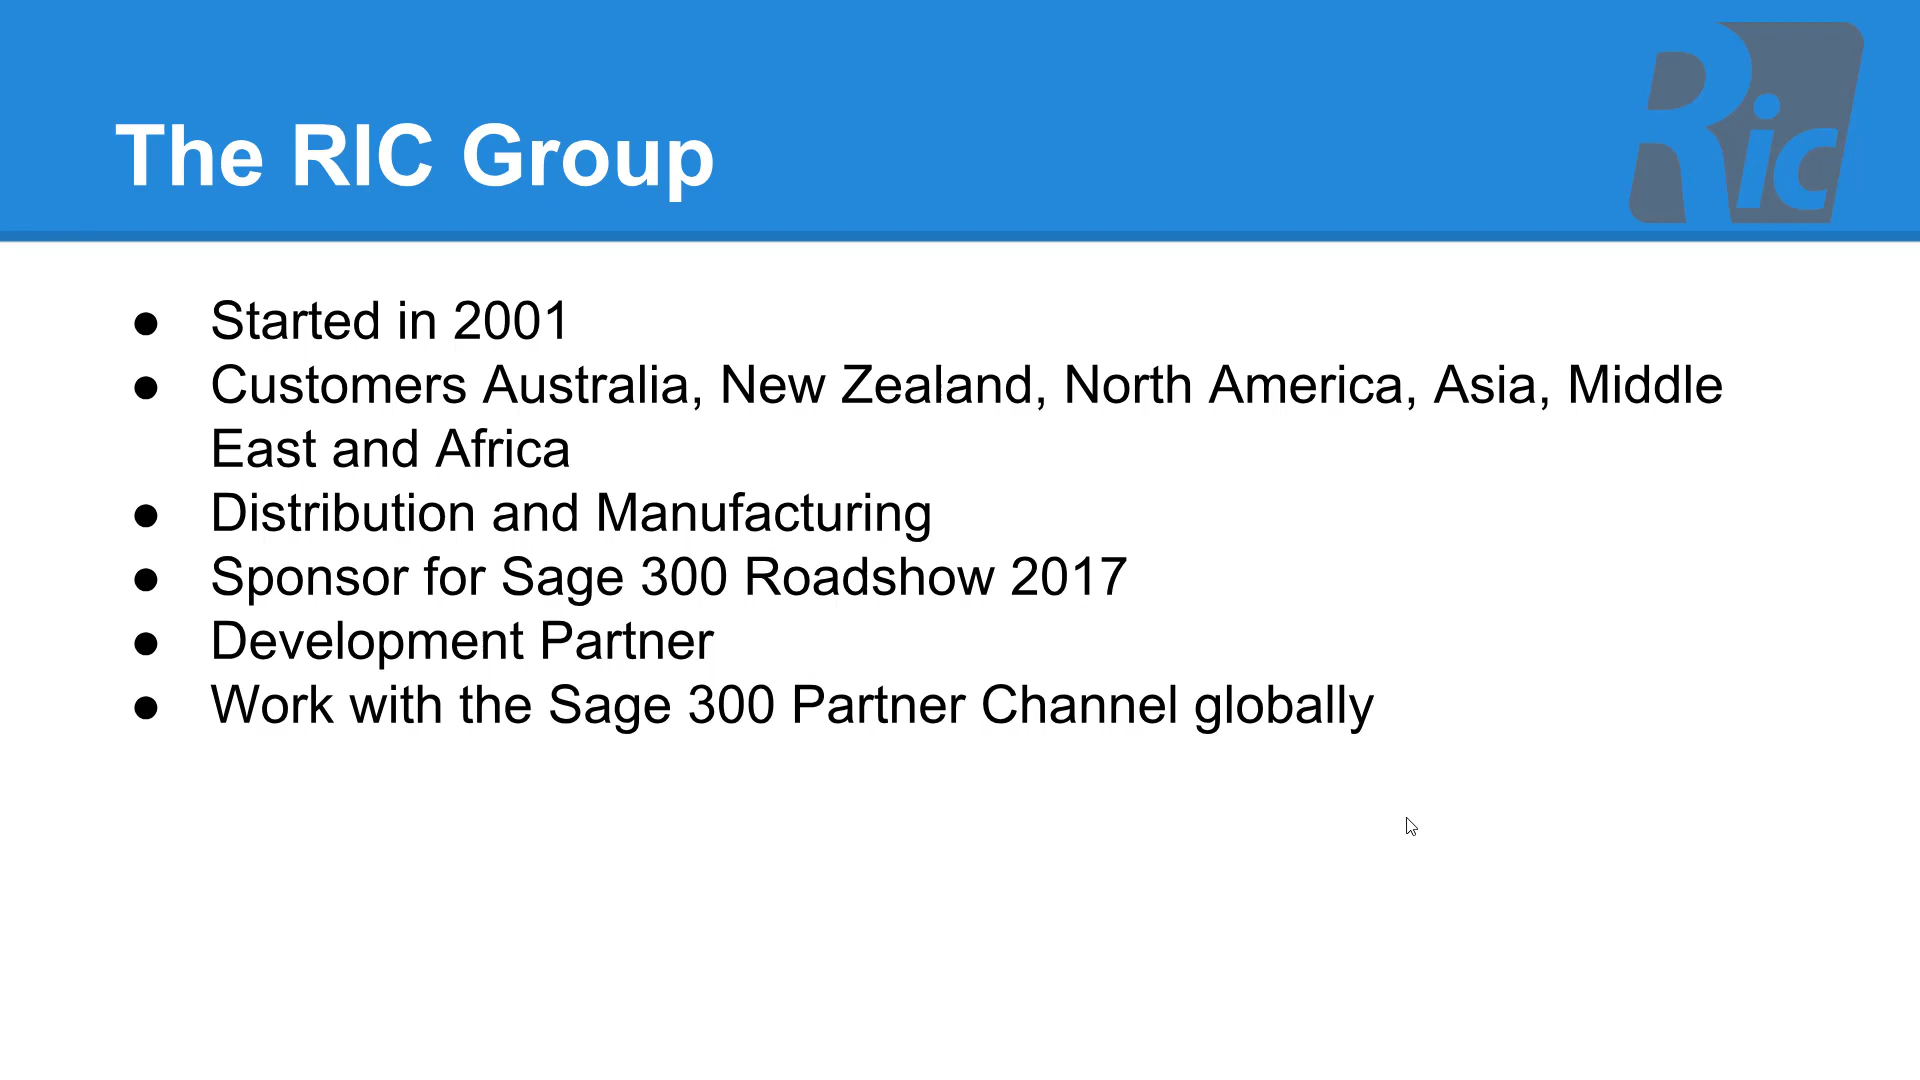 Ric
The RIC Group
● Started in 2001
● Customers Australia, New Zealand, North America, Asia, Middle
East and Africa
● Distribution and Manufacturing
● Sponsor for Sage 300 Roadshow 2017
● Development Partner
● Work with the Sage 300 Partner Channel globally